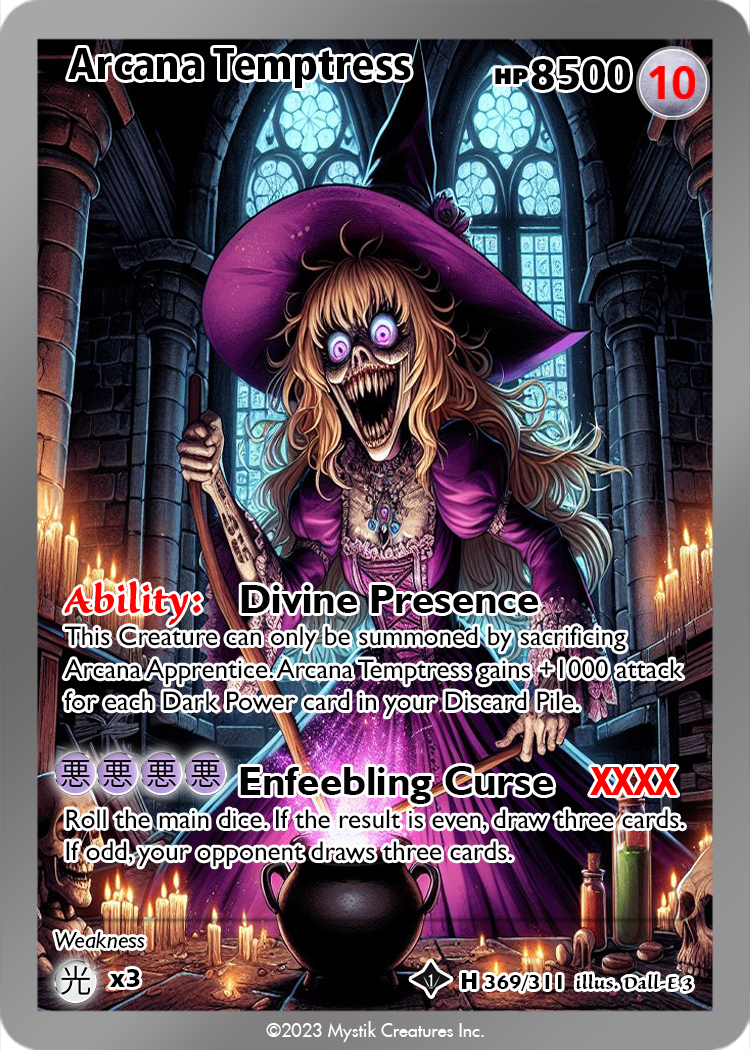 Arcana Temptress HP8500 10
Ability: Divine Presence
This Creature can only be summoned by sacrificing
Arcana Apprentice. Arcana Temptress gains +1000 attack
for each Dark Power card in your Discard Pile.
悪 悪 悪 悪 Enfeebling Curse XXXX
Roll the main dice. If the result is even, draw three cards.
If odd, your opponent draws three cards.
Weakness
光 x3 1 H 369/311 illus. Dall-E 3
©2023 Mystik Creatures Inc.